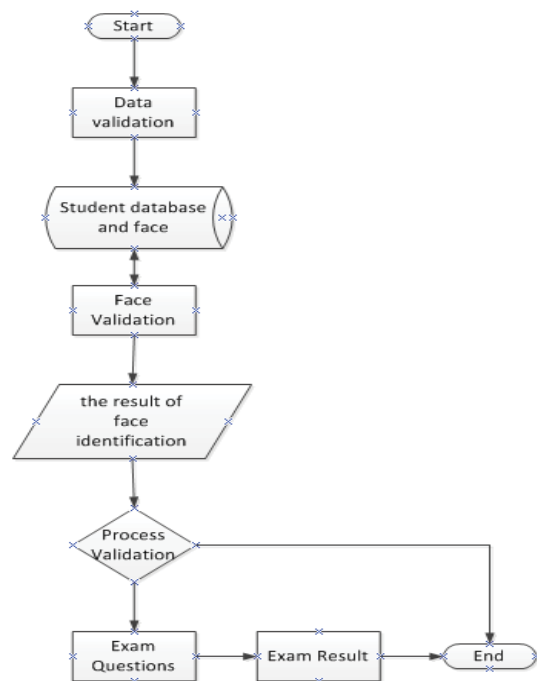 Start
Data
validation
Student database
and face
Face
Validation
the result of
face
identification
Process
Validation
Exam
Questions
Exam Result
End